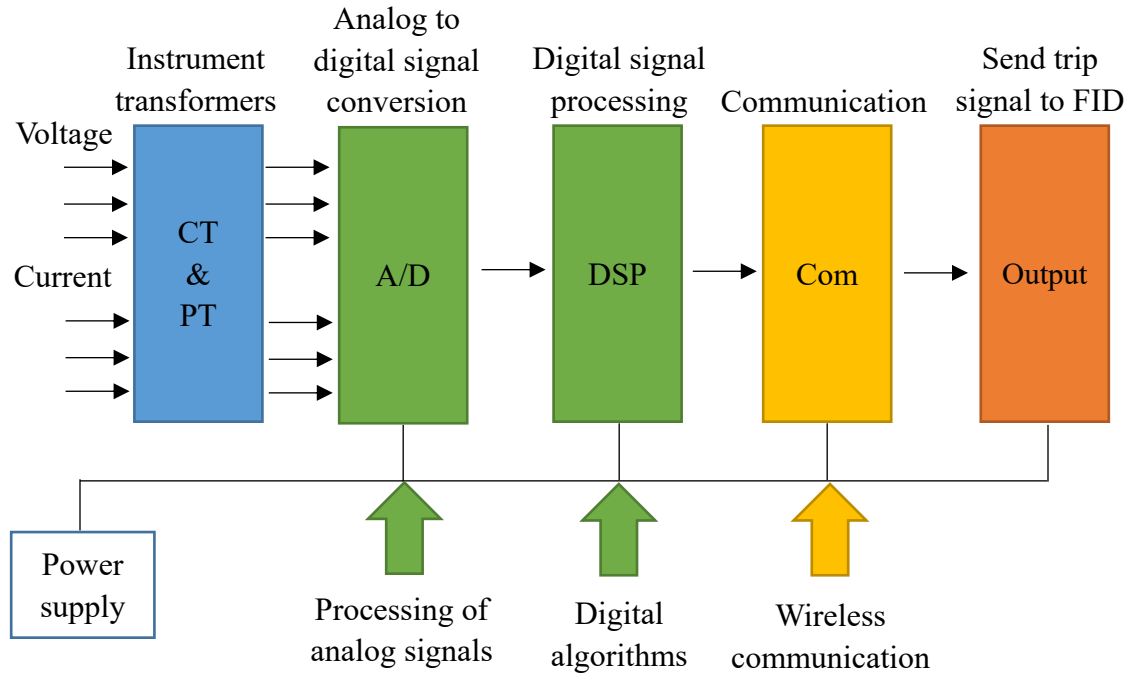 Instrument
transformers
Analog to
digital signal
conversion
Digital signal
processing
Communication
Send trip
signal to FID
Voltage
Current
CT
&
PT
A/D
DSP
Com
Output
Power
supply
Processing of
analog signals
Digital
algorithms
Wireless
communication